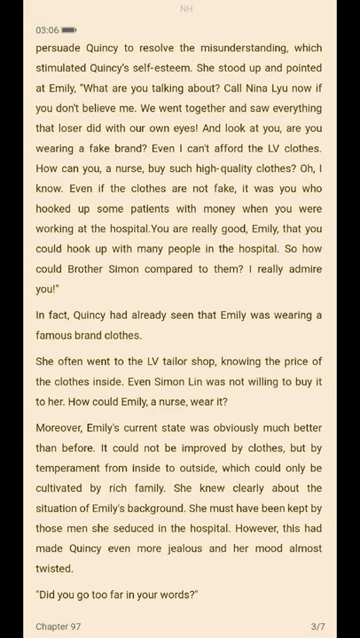 NH
03:06
persuade Quincy to resolve the misunderstanding, which
stimulated Quincy's self-esteem. She stood up and pointed
at Emily, "What are you talking about? Call Nina Lyu now if
you don't believe me. We went together and saw everything
that loser did with our own eyes! And look at you, are you
wearing a fake brand? Even I can't afford the LV clothes.
How can you, a nurse, buy such high-quality clothes? Oh, I
know. Even if the clothes are not fake, it was you who
hooked up some patients with money when you were
working at the hospital.You are really good, Emily, that you
could hook up with many people in the hospital. So how
could Brother Simon compared to them? I really admire
you!"
In fact, Quincy had already seen that Emily was wearing a
famous brand clothes.
She often went to the LV tailor shop, knowing the price of
the clothes inside. Even Simon Lin was not willing to buy it
to her. How could Emily, a nurse, wear it?
Moreover, Emily's current state was obviously much better
than before. It could not be improved by clothes, but by
temperament from inside to outside, which could only be
cultivated by rich family. She knew clearly about the
situation of Emily's background. She must have been kept by
those men she seduced in the hospital. However, this had
made Quincy even more jealous and her mood almost
twisted.
"Did you go too far in your words?"
Chapter 97 3/7